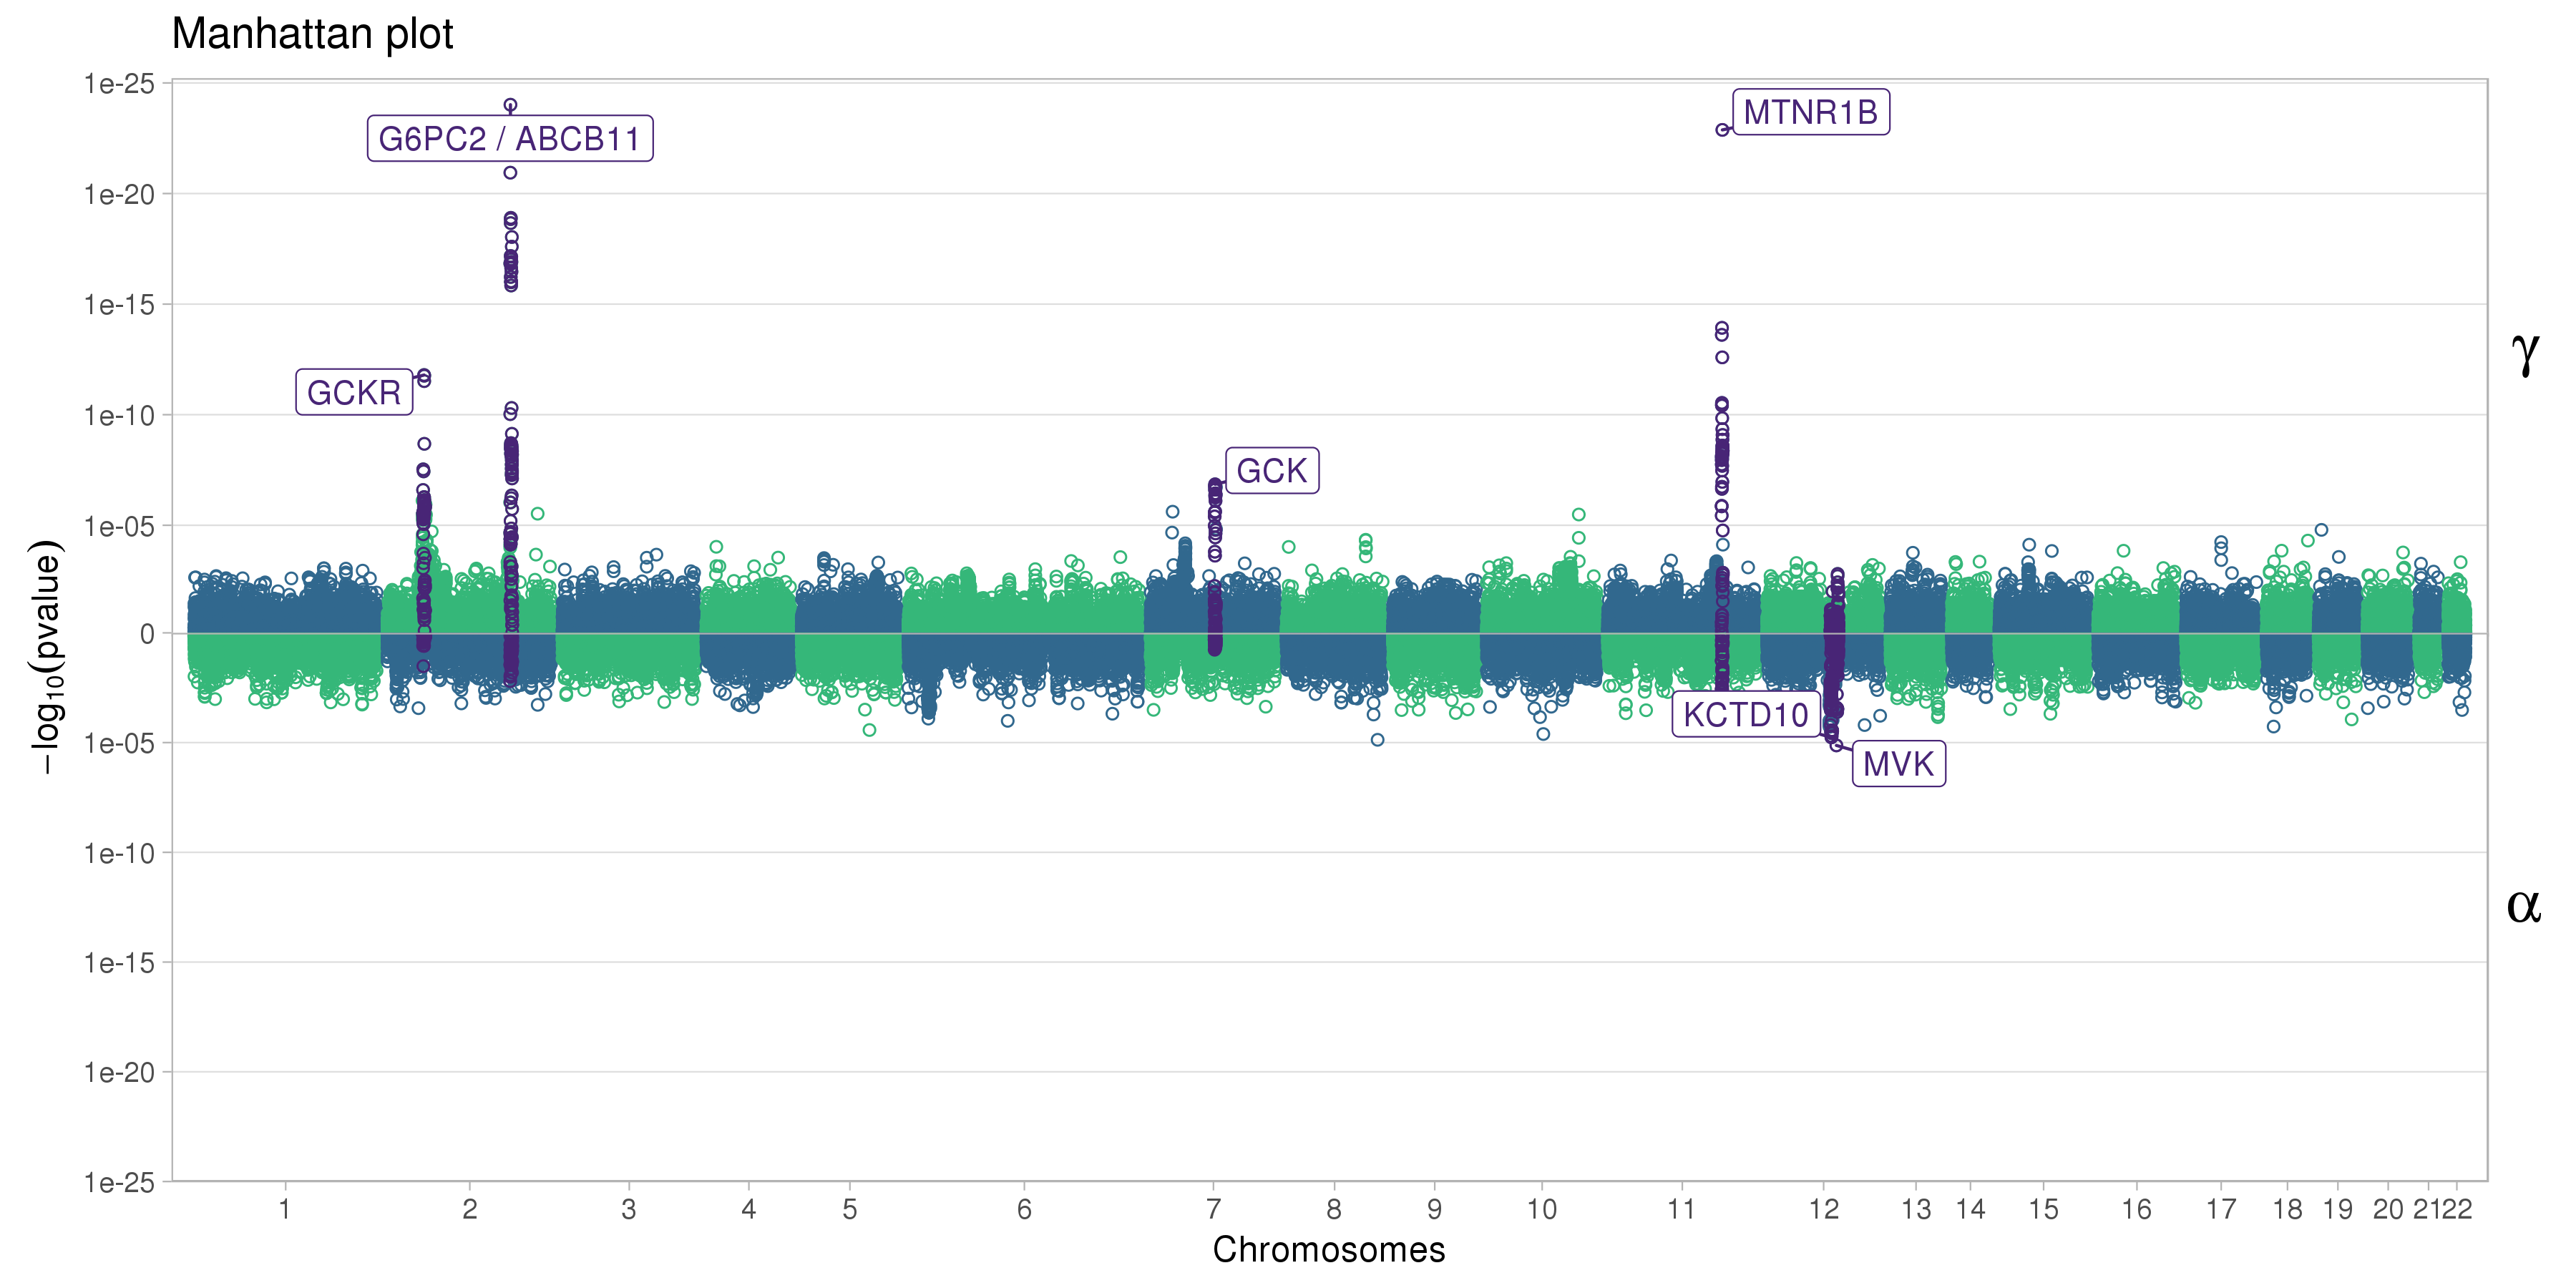 Manhattan plot
1e-25
MTNR1B
G6PC2 / ABCB11
1e-20
1e-15
γ
GCKR
1e-10
GCK
1e-05
0
KCTD10
1e-05
MVK
1e-10
α
1e-15
1e-20
1e-25
−log10(pvalue)
1 2 3 4 5 6 7 8 9 10 11 12 13 14 15 16 17 18 19 20 21 22
Chromosomes